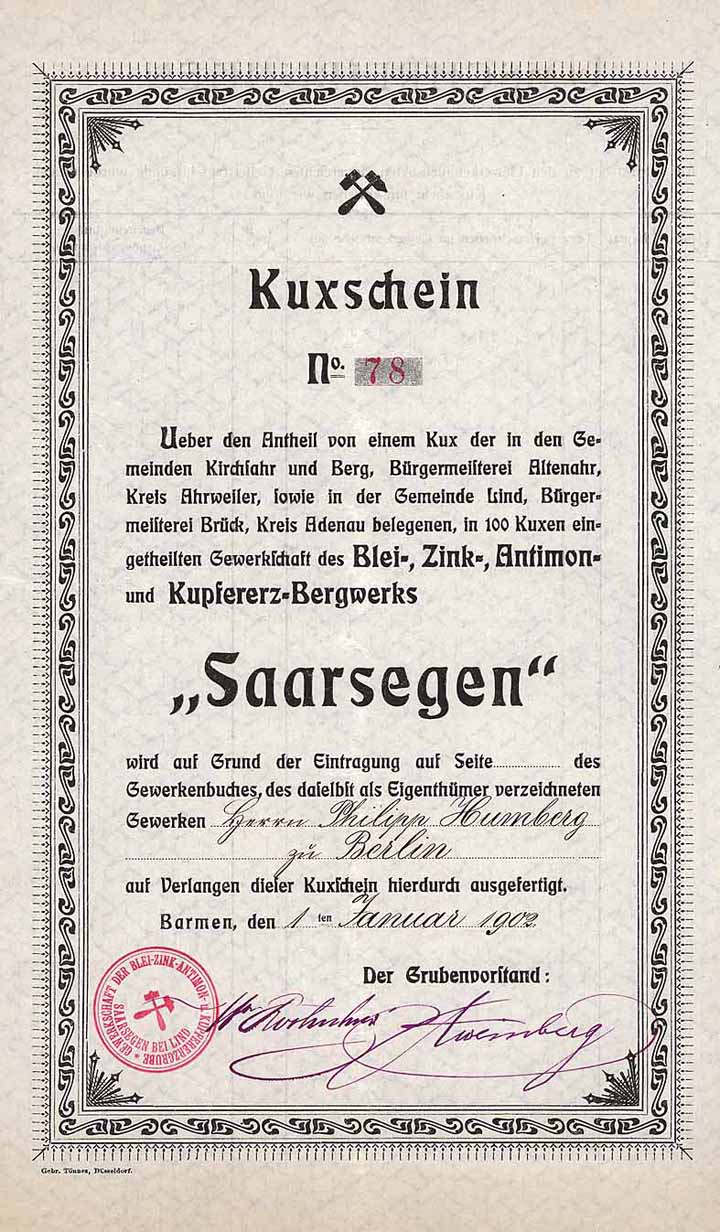 Kuxschein
No. 78
Ueber den Antheil von einem Kux der in den Ge-
meinden Kirchsahr und Berg, Bürgermeisterei Altenahr,
Kreis Ahrweiler, sowie in der Gemeinde Lind, Bürger-
meisterei Brück, Kreis Adenau belegenen, in 100 Kuxen ein-
getheilten Gewerkschaft des Blei-, Zink-, Antimon-
und Kupfererz-Bergwerks
„Saarsegen“
wird auf Grund der Eintragung auf Seite des
Gewerkenbuches, des daselbst als Eigenthümer verzeichneten
Gewerken Herrn Philipp Humberg
zu Berlin
auf Verlangen dieser Kuxschein hierdurch ausgefertigt.
Barmen, den 1 ten Januar 1902
Der Grubenvorstand:
GEWERKSCHAFT DER BLEI-ZINK-ANTIMON- u. KUPFERERZGRUBE
SAARSEGEN BEI LIND
Gebr. Tönnes, Düsseldorf.